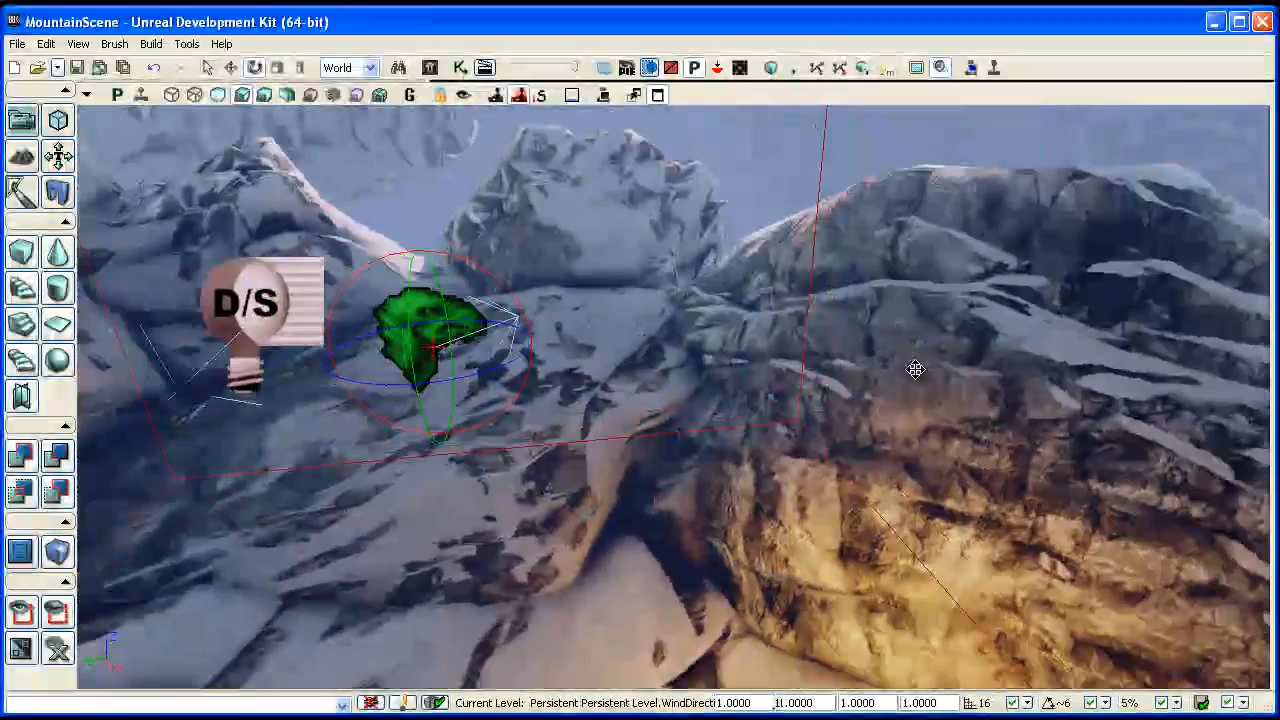 MountainScene - Unreal Development Kit (64-bit)
File Edit View Brush Build Tools Help
World
P
P
G
S
D/S
Current Level: Persistent Persistent Level.WindDirecti 1.0000 1.0000 1.0000 1.0000 16 ~6 5%